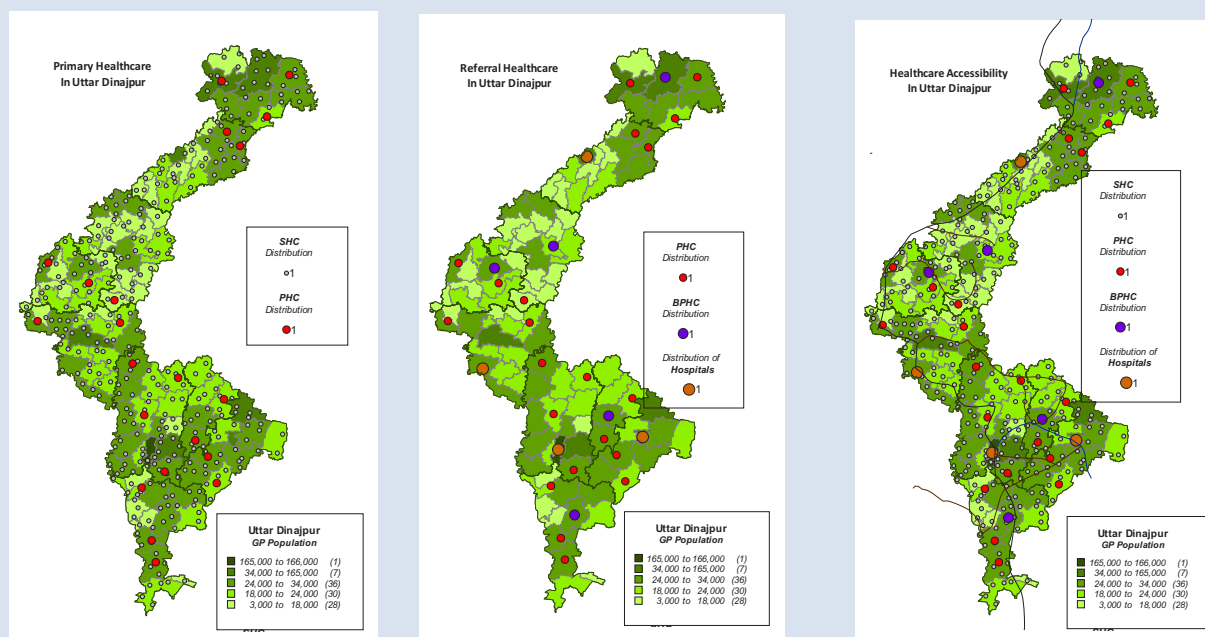 Primary Healthcare
In Uttar Dinajpur
SHC
Distribution
1
PHC
Distribution
1
Uttar Dinajpur
GP Population
165,000 to 166,000 (1)
34,000 to 165,000 (7)
24,000 to 34,000 (36)
18,000 to 24,000 (30)
3,000 to 18,000 (28)
Referral Healthcare
In Uttar Dinajpur
PHC
Distribution
1
BPHC
Distribution
1
Distribution of
Hospitals
1
Uttar Dinajpur
GP Population
165,000 to 166,000 (1)
34,000 to 165,000 (7)
24,000 to 34,000 (36)
18,000 to 24,000 (30)
3,000 to 18,000 (28)
Healthcare Accessibility
In Uttar Dinajpur
SHC
Distribution
1
PHC
Distribution
1
BPHC
Distribution
1
Distribution of
Hospitals
1
Uttar Dinajpur
GP Population
165,000 to 166,000 (1)
34,000 to 165,000 (7)
24,000 to 34,000 (36)
18,000 to 24,000 (30)
3,000 to 18,000 (28)